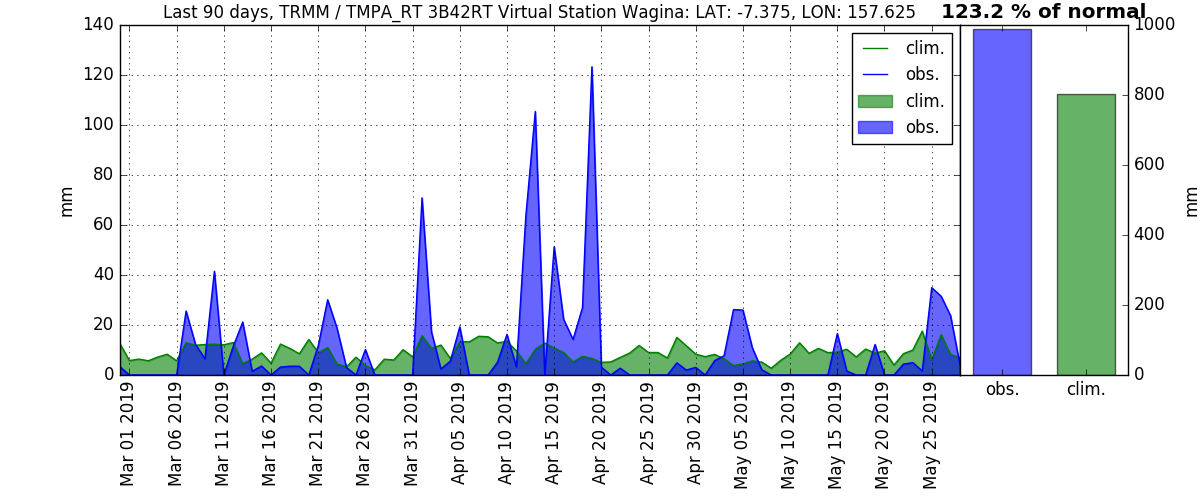 Last 90 days, TRMM / TMPA_RT 3B42RT Virtual Station Wagina: LAT: -7.375, LON: 157.625
123.2 % of normal
140
120
100
80
60
40
20
0
mm
clim.
obs.
clim.
obs.
1000
800
600
400
200
0
mm
obs.
clim.
Mar 01 2019
Mar 06 2019
Mar 11 2019
Mar 16 2019
Mar 21 2019
Mar 26 2019
Mar 31 2019
Apr 05 2019
Apr 10 2019
Apr 15 2019
Apr 20 2019
Apr 25 2019
Apr 30 2019
May 05 2019
May 10 2019
May 15 2019
May 20 2019
May 25 2019